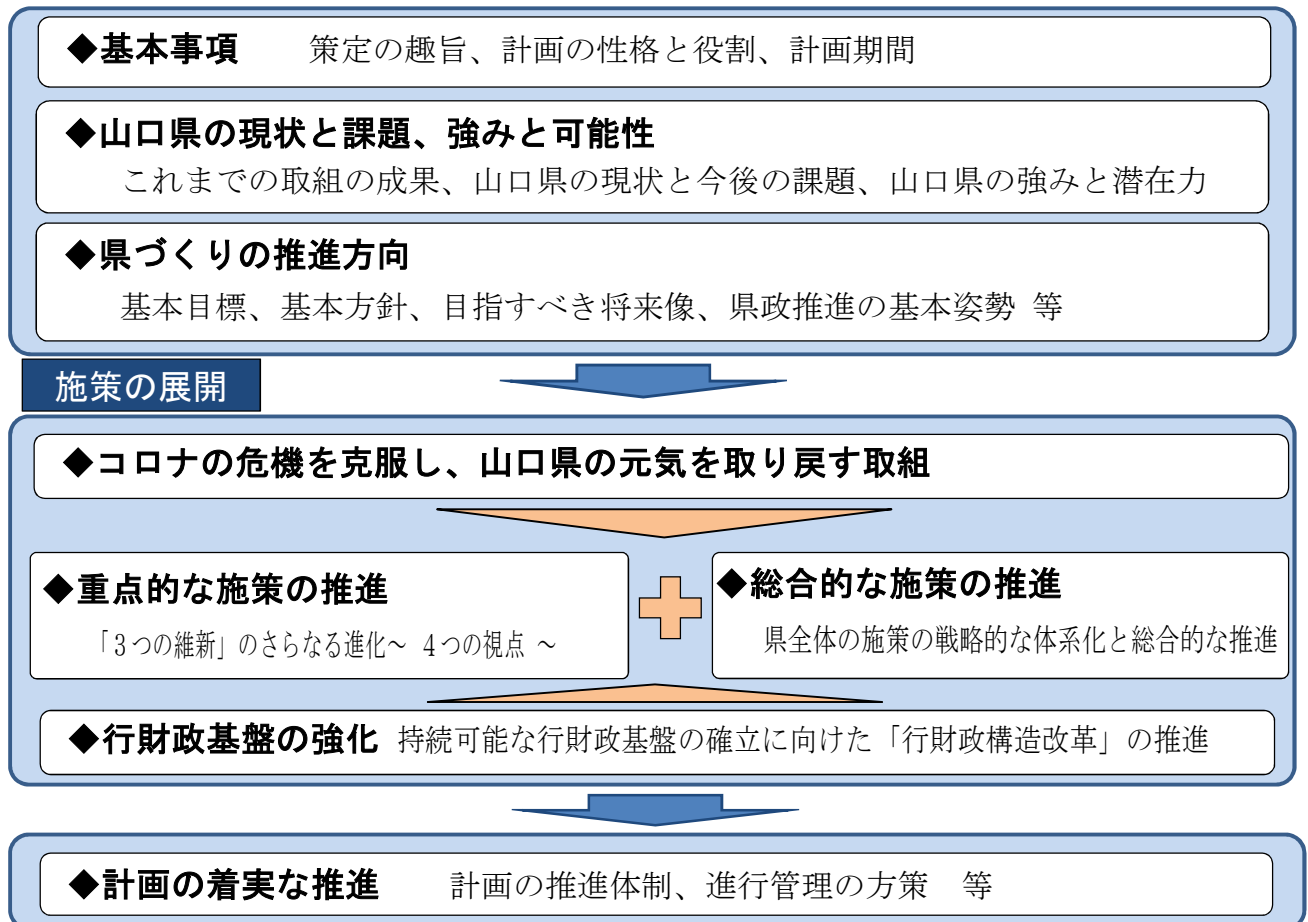 ◆基本事項　策定の趣旨、計画の性格と役割、計画期間
◆山口県の現状と課題、強みと可能性
これまでの取組の成果、山口県の現状と今後の課題、山口県の強みと潜在力
◆県づくりの推進方向
基本目標、基本方針、目指すべき将来像、県政推進の基本姿勢 等
施策の展開
◆コロナの危機を克服し、山口県の元気を取り戻す取組
◆重点的な施策の推進
「３つの維新」のさらなる進化～ ４つの視点 ～
◆総合的な施策の推進
県全体の施策の戦略的な体系化と総合的な推進
◆行財政基盤の強化 持続可能な行財政基盤の確立に向けた「行財政構造改革」の推進
◆計画の着実な推進　計画の推進体制、進行管理の方策　等